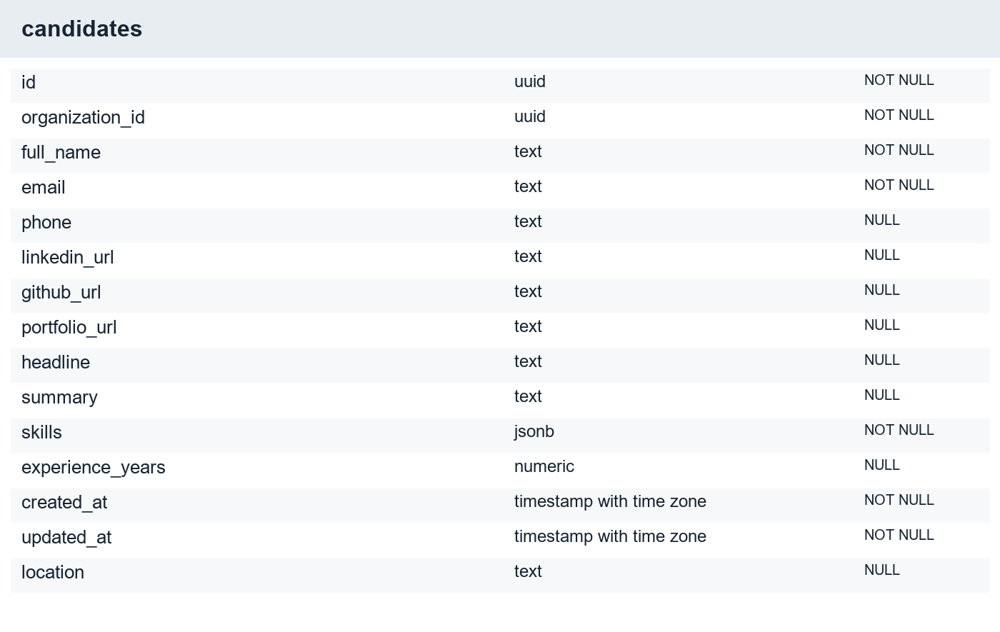 candidates
id uuid NOT NULL
organization_id uuid NOT NULL
full_name text NOT NULL
email text NOT NULL
phone text NULL
linkedin_url text NULL
github_url text NULL
portfolio_url text NULL
headline text NULL
summary text NULL
skills jsonb NOT NULL
experience_years numeric NULL
created_at timestamp with time zone NOT NULL
updated_at timestamp with time zone NOT NULL
location text NULL